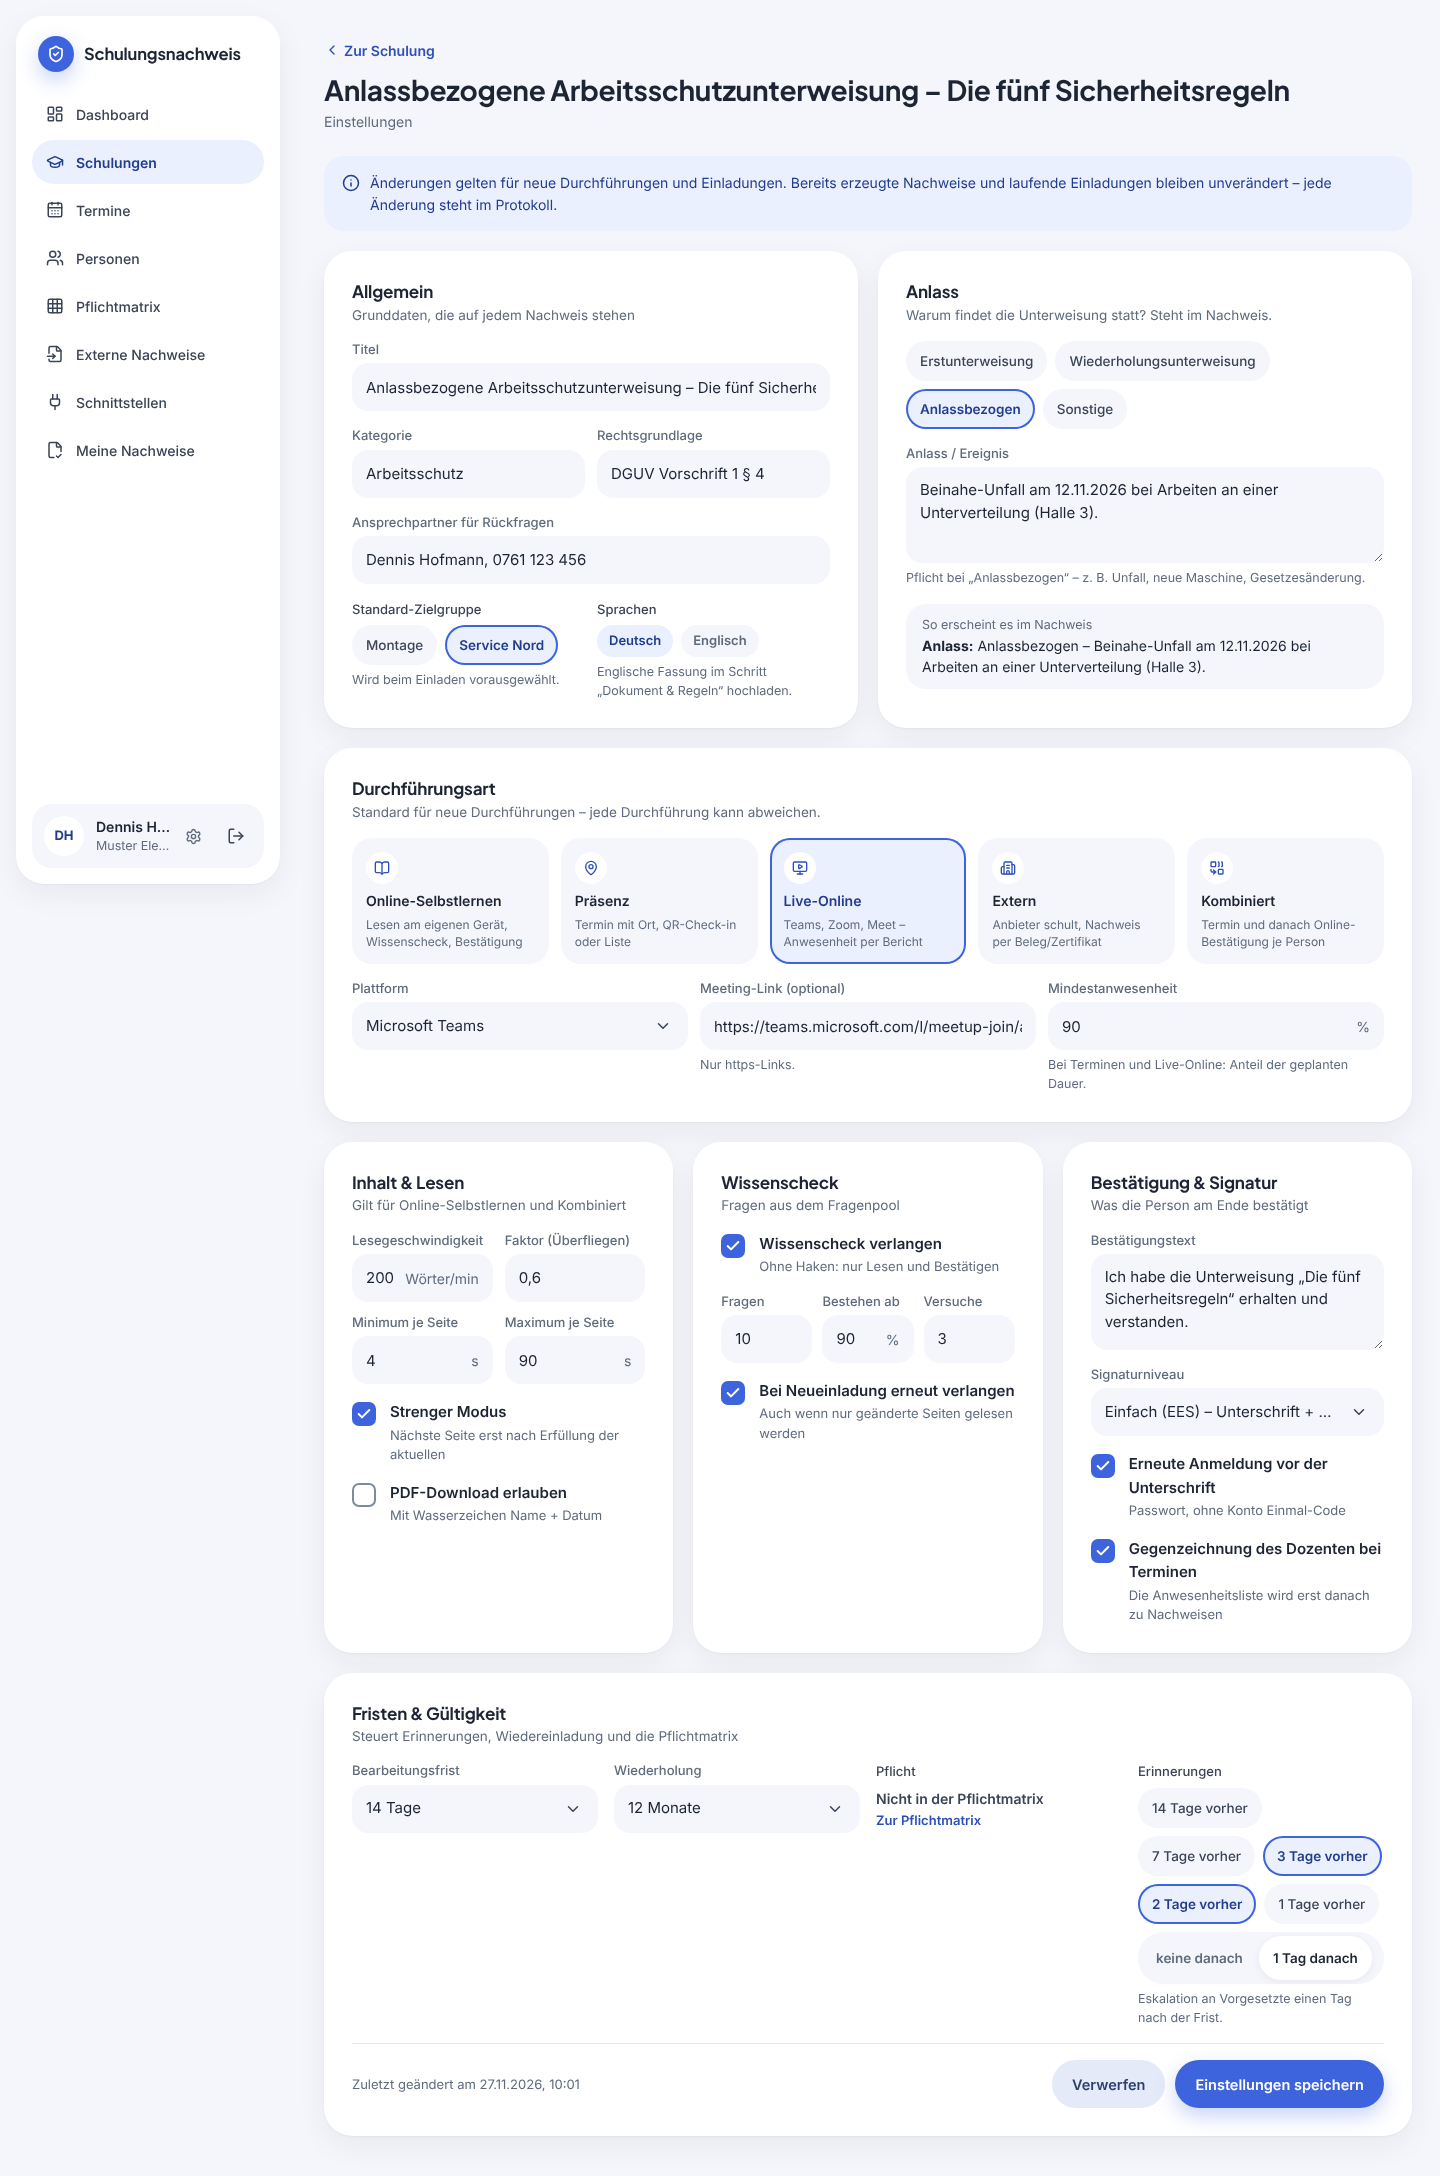 Schulungsnachweis
Dashboard
Schulungen
Termine
Personen
Pflichtmatrix
Externe Nachweise
Schnittstellen
Meine Nachweise
DH
Dennis H...
Muster Ele...
Zur Schulung
Anlassbezogene Arbeitsschutzunterweisung – Die fünf Sicherheitsregeln
Einstellungen
Änderungen gelten für neue Durchführungen und Einladungen. Bereits erzeugte Nachweise und laufende Einladungen bleiben unverändert – jede
Änderung steht im Protokoll.
Allgemein
Grunddaten, die auf jedem Nachweis stehen
Titel
Anlassbezogene Arbeitsschutzunterweisung – Die fünf Sicherhe
Kategorie
Rechtsgrundlage
Arbeitsschutz
DGUV Vorschrift 1 § 4
Ansprechpartner für Rückfragen
Dennis Hofmann, 0761 123 456
Standard-Zielgruppe
Sprachen
Montage
Service Nord
Deutsch
Englisch
Wird beim Einladen vorausgewählt.
Englische Fassung im Schritt
„Dokument & Regeln“ hochladen.
Anlass
Warum findet die Unterweisung statt? Steht im Nachweis.
Erstunterweisung
Wiederholungsunterweisung
Anlassbezogen
Sonstige
Anlass / Ereignis
Beinahe-Unfall am 12.11.2026 bei Arbeiten an einer
Unterverteilung (Halle 3).
Pflicht bei „Anlassbezogen“ – z. B. Unfall, neue Maschine, Gesetzesänderung.
So erscheint es im Nachweis
Anlass: Anlassbezogen – Beinahe-Unfall am 12.11.2026 bei
Arbeiten an einer Unterverteilung (Halle 3).
Durchführungsart
Standard für neue Durchführungen – jede Durchführung kann abweichen.
Online-Selbstlernen
Lesen am eigenen Gerät,
Wissenscheck, Bestätigung
Präsenz
Termin mit Ort, QR-Check-in
oder Liste
Live-Online
Teams, Zoom, Meet –
Anwesenheit per Bericht
Extern
Anbieter schult, Nachweis
per Beleg/Zertifikat
Kombiniert
Termin und danach Online-
Bestätigung je Person
Plattform
Microsoft Teams
Meeting-Link (optional)
https://teams.microsoft.com/l/meetup-join/a
Nur https-Links.
Mindestanwesenheit
90 %
Bei Terminen und Live-Online: Anteil der geplanten
Dauer.
Inhalt & Lesen
Gilt für Online-Selbstlernen und Kombiniert
Lesegeschwindigkeit
Faktor (Überfliegen)
200 Wörter/min
0,6
Minimum je Seite
Maximum je Seite
4 s
90 s
Strenger Modus
Nächste Seite erst nach Erfüllung der
aktuellen
PDF-Download erlauben
Mit Wasserzeichen Name + Datum
Wissenscheck
Fragen aus dem Fragenpool
Wissenscheck verlangen
Ohne Haken: nur Lesen und Bestätigen
Fragen
Bestehen ab
Versuche
10
90 %
3
Bei Neueinladung erneut verlangen
Auch wenn nur geänderte Seiten gelesen
werden
Bestätigung & Signatur
Was die Person am Ende bestätigt
Bestätigungstext
Ich habe die Unterweisung „Die fünf
Sicherheitsregeln“ erhalten und
verstanden.
Signaturniveau
Einfach (EES) – Unterschrift + ...
Erneute Anmeldung vor der
Unterschrift
Passwort, ohne Konto Einmal-Code
Gegenzeichnung des Dozenten bei
Terminen
Die Anwesenheitsliste wird erst danach
zu Nachweisen
Fristen & Gültigkeit
Steuert Erinnerungen, Wiedereinladung und die Pflichtmatrix
Bearbeitungsfrist
14 Tage
Wiederholung
12 Monate
Pflicht
Nicht in der Pflichtmatrix
Zur Pflichtmatrix
Erinnerungen
14 Tage vorher
7 Tage vorher
3 Tage vorher
2 Tage vorher
1 Tage vorher
keine danach
1 Tag danach
Eskalation an Vorgesetzte einen Tag
nach der Frist.
Zuletzt geändert am 27.11.2026, 10:01
Verwerfen
Einstellungen speichern